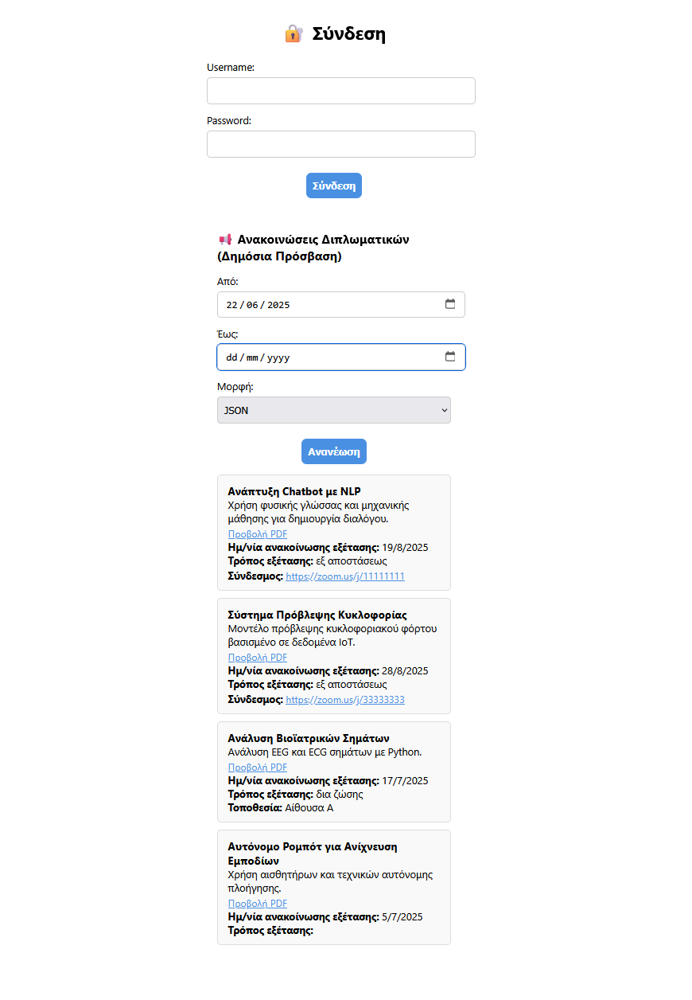 🔐 Σύνδεση
Username:
Password:
Σύνδεση
📢 Ανακοινώσεις Διπλωματικών
(Δημόσια Πρόσβαση)
Από:
22 / 06 / 2025
Έως:
dd / mm / yyyy
Μορφή:
JSON
Ανανέωση
Ανάπτυξη Chatbot με NLP
Χρήση φυσικής γλώσσας και μηχανικής
μάθησης για δημιουργία διαλόγου.
Προβολή PDF
Ημ/νία ανακοίνωσης εξέτασης: 19/8/2025
Τρόπος εξέτασης: εξ αποστάσεως
Σύνδεσμος: https://zoom.us/j/11111111
Σύστημα Πρόβλεψης Κυκλοφορίας
Μοντέλο πρόβλεψης κυκλοφοριακού φόρτου
βασισμένο σε δεδομένα IoT.
Προβολή PDF
Ημ/νία ανακοίνωσης εξέτασης: 28/8/2025
Τρόπος εξέτασης: εξ αποστάσεως
Σύνδεσμος: https://zoom.us/j/33333333
Ανάλυση Βιοϊατρικών Σημάτων
Ανάλυση EEG και ECG σημάτων με Python.
Προβολή PDF
Ημ/νία ανακοίνωσης εξέτασης: 17/7/2025
Τρόπος εξέτασης: δια ζώσης
Τοποθεσία: Αίθουσα Α
Αυτόνομο Ρομπότ για Ανίχνευση
Εμποδίων
Χρήση αισθητήρων και τεχνικών αυτόνομης
πλοήγησης.
Προβολή PDF
Ημ/νία ανακοίνωσης εξέτασης: 5/7/2025
Τρόπος εξέτασης: